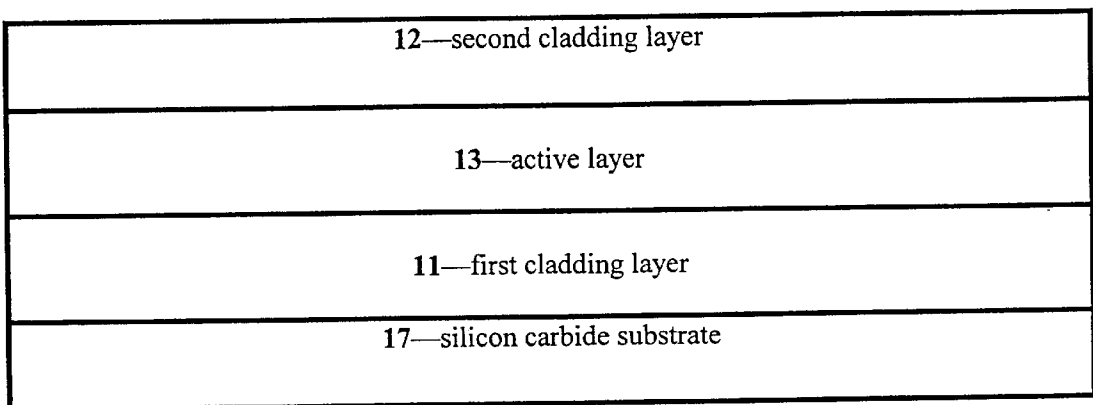 12—second cladding layer
13—active layer
11—first cladding layer
17—silicon carbide substrate